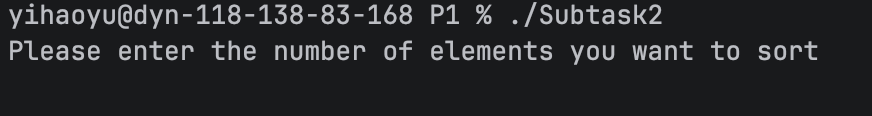 yihaoyu@dyn-118-138-83-168 P1 % ./Subtask2
Please enter the number of elements you want to sort